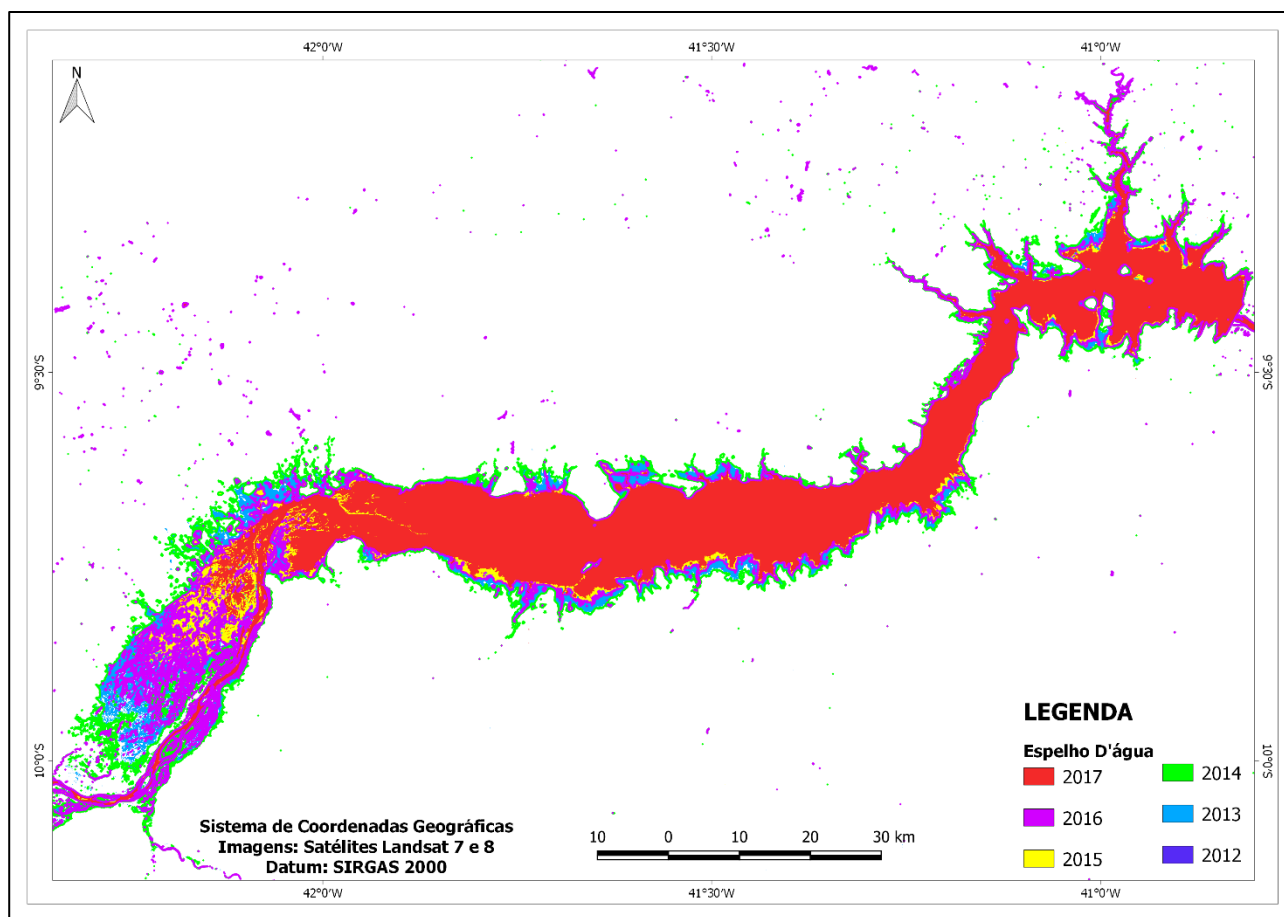 N
42°0'W
41°30'W
41°0'W
9°30'S
9°30'S
10°0'S
10°0'S
LEGENDA
Espelho D'água
2017
2014
2016
2013
2015
2012
Sistema de Coordenadas Geográficas
Imagens: Satélites Landsat 7 e 8
Datum: SIRGAS 2000
10 0 10 20 30 km
42°0'W
41°30'W
41°0'W